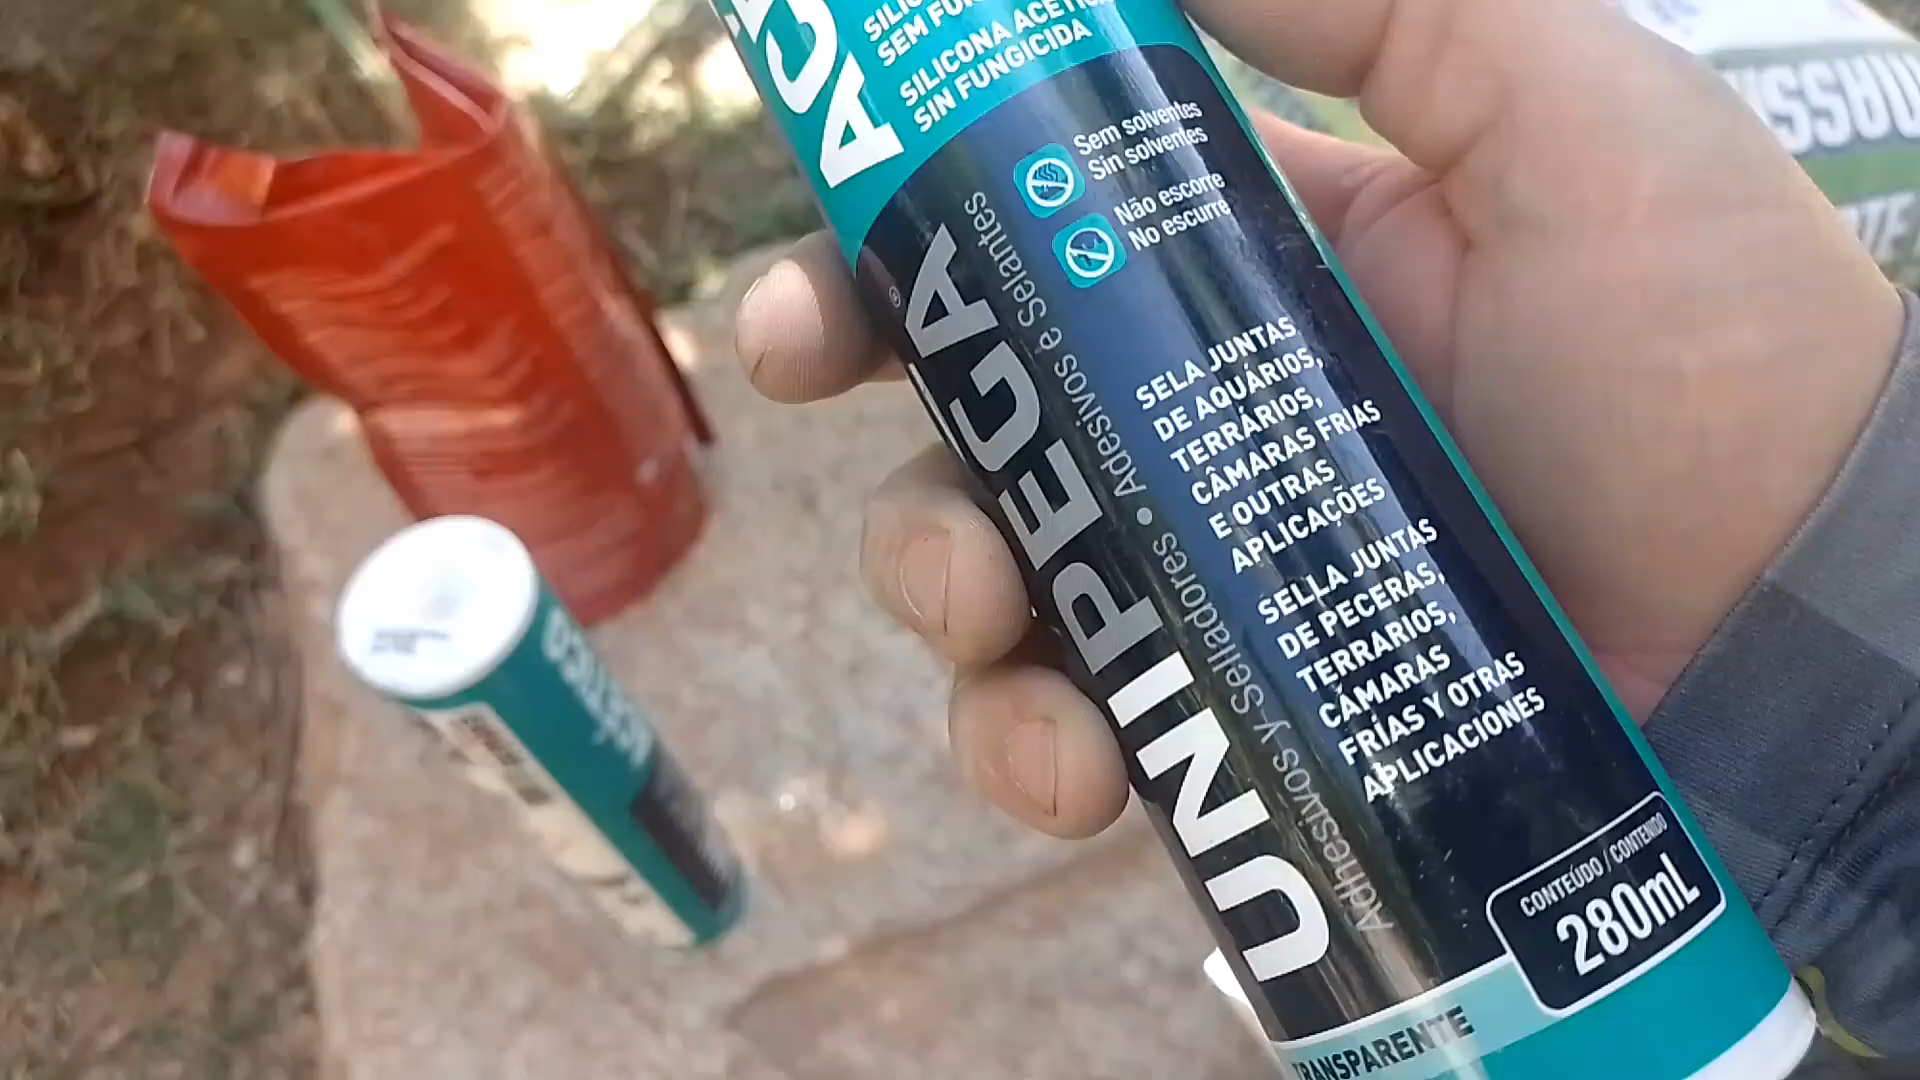 SEM FUN
SILICONA ACÉTICA
SIN FUNGICIDA
Sem solventes
Sin solventes
Não escorre
No escurre
UNIPEGA
®
Adhesivos y Selladores • Adesivos e Selantes
SELA JUNTAS
DE AQUÁRIOS,
TERRÁRIOS,
CÂMARAS FRIAS
E OUTRAS
APLICAÇÕES
SELLA JUNTAS
DE PECERAS,
TERRARIOS,
CÁMARAS
FRÍAS Y OTRAS
APLICACIONES
CONTEÚDO / CONTENIDO
280mL
TRANSPARENTE
ACÉTICO